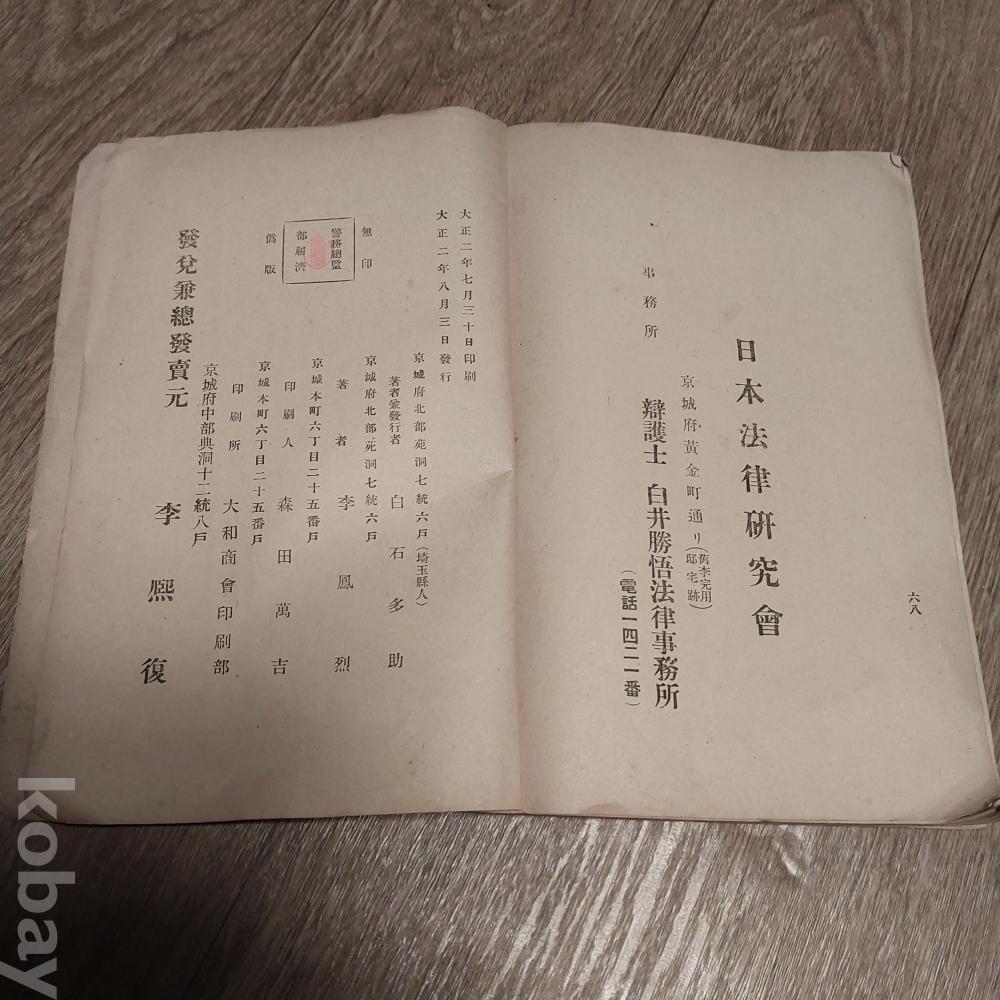 六八
日本法律研究會
京城府黃金町通リ(舊李完用邸宅跡)
事務所
辯護士 白井勝悟法律事務所
(電話一四二一番)
大正二年七月三十日印刷
大正二年八月三日發行
京城府北部苑洞七統六戶(埼玉縣人)
著者兼發行者 白石多助
京城府北部苑洞七統六戶
著者 李鳳烈
京城本町六丁目二十五番戶
印刷人 森田萬吉
京城本町六丁目二十五番戶
印刷所 大和商會印刷部
無印
警務總監
部屆濟
僞版
京城府中部典洞十二統八戶
發兌兼總發賣元 李熙復
kobay